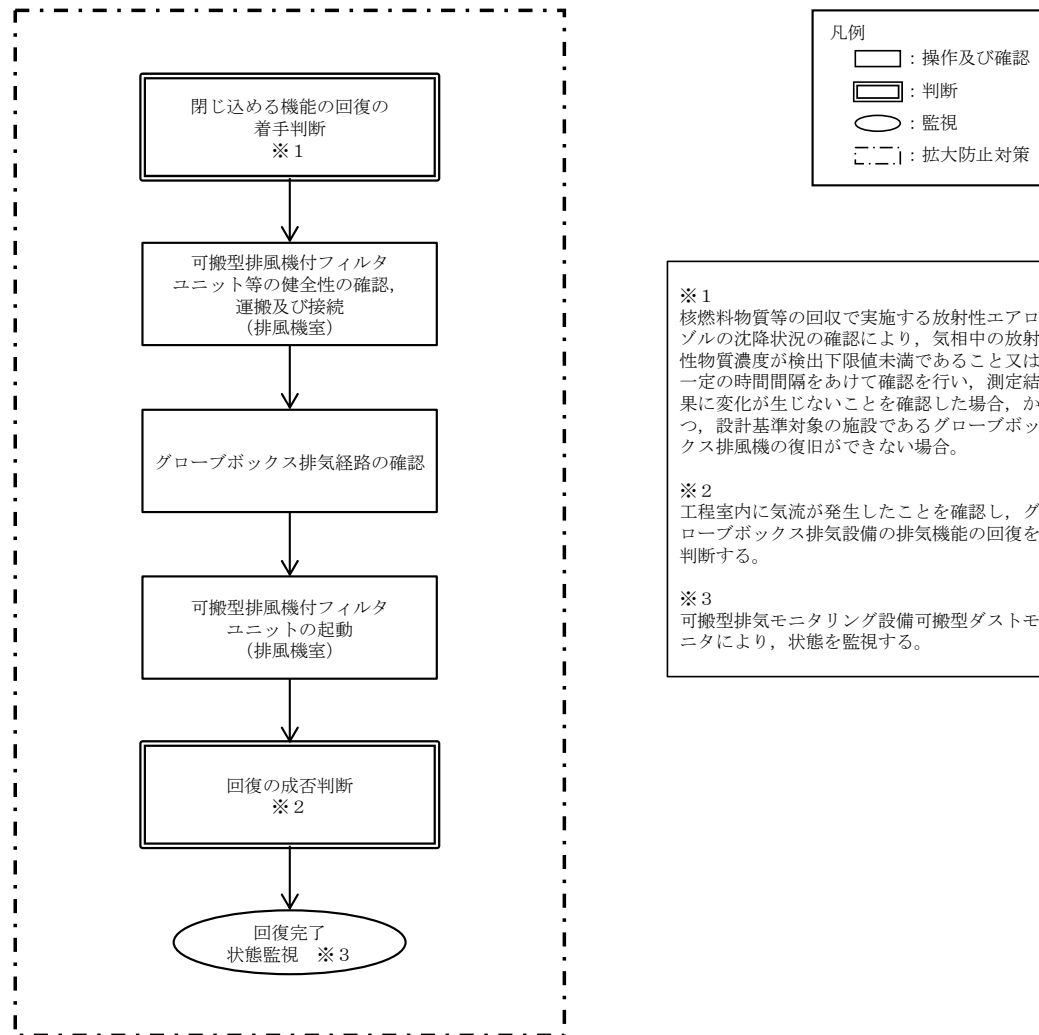 閉じ込める機能の回復の
着手判断
※１
可搬型排風機付フィルタ
ユニット等の健全性の確認，
運搬及び接続
（排風機室）
グローブボックス排気経路の確認
可搬型排風機付フィルタ
ユニットの起動
（排風機室）
回復の成否判断
※２
回復完了
状態監視　※３
凡例
：操作及び確認
：判断
：監視
：拡大防止対策
※１
核燃料物質等の回収で実施する放射性エアロ
ゾルの沈降状況の確認により，気相中の放射
性物質濃度が検出下限値未満であること又は
一定の時間間隔をあけて確認を行い，測定結
果に変化が生じないことを確認した場合，か
つ，設計基準対象の施設であるグローブボッ
クス排風機の復旧ができない場合。
※２
工程室内に気流が発生したことを確認し，グ
ローブボックス排気設備の排気機能の回復を
判断する。
※３
可搬型排気モニタリング設備可搬型ダストモ
ニタにより，状態を監視する。